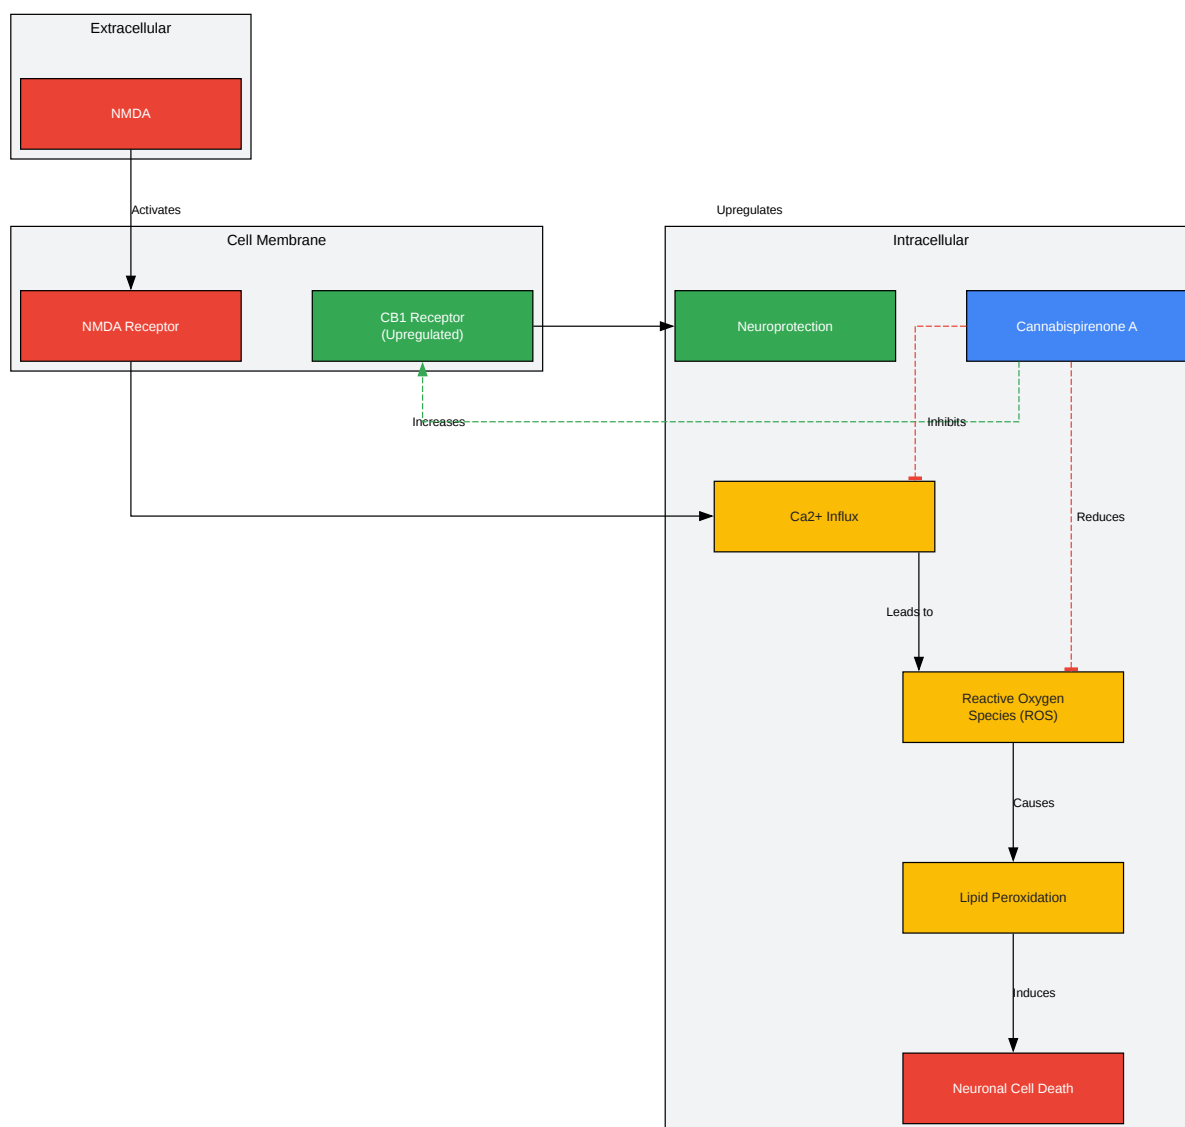 Extracellular
NMDA
Activates
Upregulates
Cell Membrane
Intracellular
NMDA Receptor
CB1 Receptor
(Upregulated)
Neuroprotection
Cannabispirenone A
Increases
Inhibits
Ca2+ Influx
Reduces
Leads to
Reactive Oxygen
Species (ROS)
Causes
Lipid Peroxidation
Induces
Neuronal Cell Death